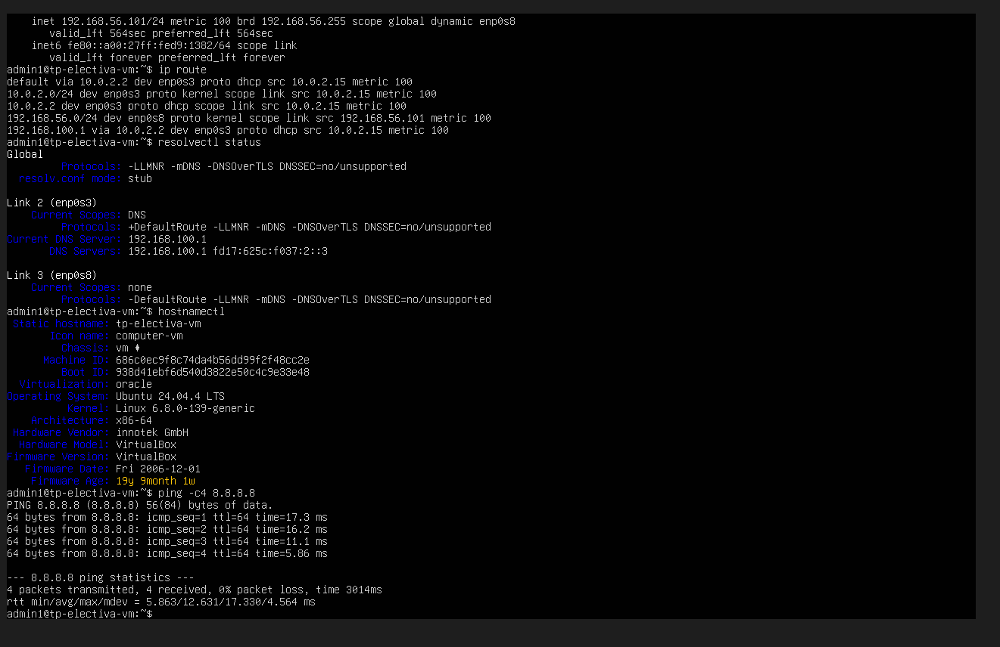 inet 192.168.56.101/24 metric 100 brd 192.168.56.255 scope global dynamic enp0s8
valid_lft 564sec preferred_lft 564sec
inet6 fe80::a00:27ff:fed9:1382/64 scope link
valid_lft forever preferred_lft forever
admin1@tp-electiva-vm:~$ ip route
default via 10.0.2.2 dev enp0s3 proto dhcp src 10.0.2.15 metric 100
10.0.2.0/24 dev enp0s3 proto kernel scope link src 10.0.2.15 metric 100
10.0.2.2 dev enp0s3 proto dhcp scope link src 10.0.2.15 metric 100
192.168.56.0/24 dev enp0s8 proto kernel scope link src 192.168.56.101 metric 100
192.168.100.1 via 10.0.2.2 dev enp0s3 proto dhcp src 10.0.2.15 metric 100
admin1@tp-electiva-vm:~$ resolvectl status
Global
Protocols: -LLMNR -mDNS -DNSOverTLS DNSSEC=no/unsupported
resolv.conf mode: stub

Link 2 (enp0s3)
Current Scopes: DNS
Protocols: +DefaultRoute -LLMNR -mDNS -DNSOverTLS DNSSEC=no/unsupported
Current DNS Server: 192.168.100.1
DNS Servers: 192.168.100.1 fd17:625c:f037:2::3

Link 3 (enp0s8)
Current Scopes: none
Protocols: -DefaultRoute -LLMNR -mDNS -DNSOverTLS DNSSEC=no/unsupported
admin1@tp-electiva-vm:~$ hostnamectl
Static hostname: tp-electiva-vm
Icon name: computer-vm
Chassis: vm ♦
Machine ID: 686c0ec9f8c74da4b56dd99f2f48cc2e
Boot ID: 938d41ebf6d540d3822e50c4c9e33e48
Virtualization: oracle
Operating System: Ubuntu 24.04.4 LTS
Kernel: Linux 6.8.0-139-generic
Architecture: x86-64
Hardware Vendor: innotek GmbH
Hardware Model: VirtualBox
Firmware Version: VirtualBox
Firmware Date: Fri 2006-12-01
Firmware Age: 19y 9month 1w
admin1@tp-electiva-vm:~$ ping -c4 8.8.8.8
PING 8.8.8.8 (8.8.8.8) 56(84) bytes of data.
64 bytes from 8.8.8.8: icmp_seq=1 ttl=64 time=17.3 ms
64 bytes from 8.8.8.8: icmp_seq=2 ttl=64 time=16.2 ms
64 bytes from 8.8.8.8: icmp_seq=3 ttl=64 time=11.1 ms
64 bytes from 8.8.8.8: icmp_seq=4 ttl=64 time=5.86 ms

--- 8.8.8.8 ping statistics ---
4 packets transmitted, 4 received, 0% packet loss, time 3014ms
rtt min/avg/max/mdev = 5.863/12.631/17.330/4.564 ms
admin1@tp-electiva-vm:~$